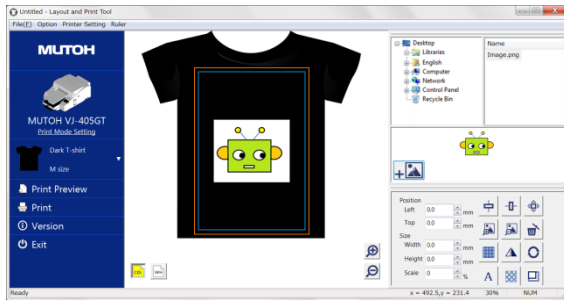 Untitled - Layout and Print Tool
File(F) Option Printer Setting Ruler
MUTOH
MUTOH VJ-405GT
Print Mode Setting
Dark T-shirt
M size
Print Preview
Print
Version
Exit
Desktop
Libraries
English
Computer
Network
Control Panel
Recycle Bin
Name
Image.png
Position
Left 0.0 mm
Top 0.0 mm
Size
Width 0.0 mm
Height 0.0 mm
Scale 0 %
A
Ready
x = 492.5,y = 231.4 30% NUM